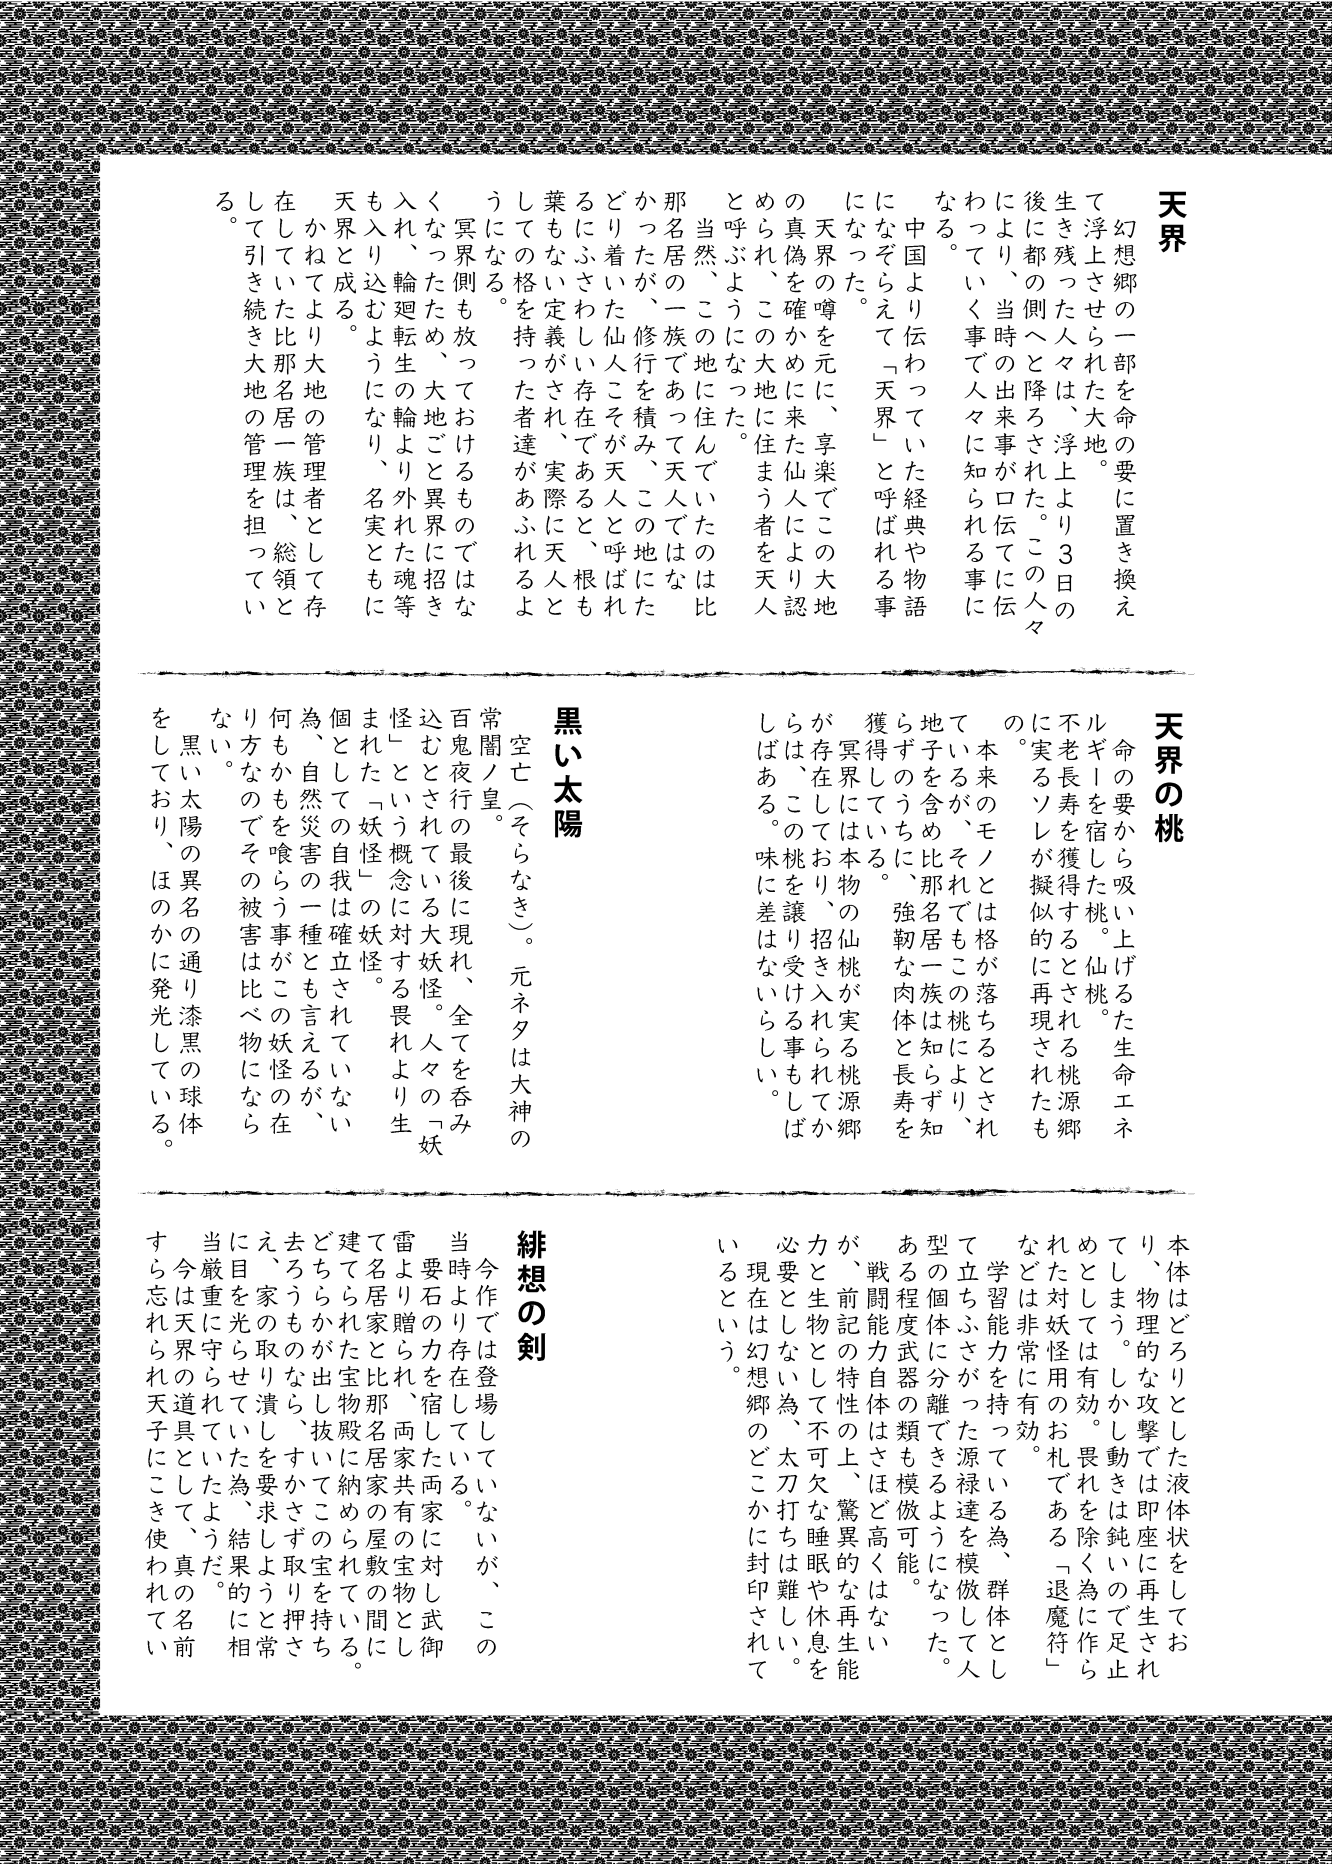 天界
幻想郷の一部を命の要に置き換え
て浮上させられた大地。
生き残った人々は、浮上より3日の
後に都の側へと降ろされた。この人々
により、当時の出来事が口伝てに伝
わっていく事で人々に知られる事に
なる。
中国より伝わっていた経典や物語
になぞらえて「天界」と呼ばれる事
になった。
天界の噂を元に、享楽でこの大地
の真偽を確かめに来た仙人により認
められ、この大地に住まう者を天人
と呼ぶようになった。
当然、この地に住んでいたのは比
那名居の一族であって天人ではな
かったが、修行を積み、この地にた
どり着いた仙人こそが天人と呼ばれ
るにふさわしい存在であると、根も
葉もない定義がされ、実際に天人と
しての格を持った者達があふれるよ
うになる。
冥界側も放っておけるものではな
くなったため、大地ごと異界に招き
入れ、輪廻転生の輪より外れた魂等
も入り込むようになり、名実ともに
天界と成る。
かねてより大地の管理者として存
在していた比那名居一族は、総領と
して引き続き大地の管理を担ってい
る。
天界の桃
命の要から吸い上げるた生命エネ
ルギーを宿した桃。仙桃。
不老長寿を獲得するとされる桃源郷
に実るソレが擬似的に再現されたも
の。
本来のモノとは格が落ちるとされ
ているが、それでもこの桃により、
地子を含め比那名居一族は知らず知
らずのうちに、強靭な肉体と長寿を
獲得している。
冥界には本物の仙桃が実る桃源郷
が存在しており、招き入れられてか
らは、この桃を譲り受ける事もしば
しばある。味に差はないらしい。
黒い太陽
空亡（そらなき）。元ネタは大神の
常闇ノ皇。
百鬼夜行の最後に現れ、全てを呑み
込むとされている大妖怪。人々の「妖
怪」という概念に対する畏れより生
まれた「妖怪」の妖怪。
個としての自我は確立されていない
為、自然災害の一種とも言えるが、
何もかもを喰らう事がこの妖怪の在
り方なのでその被害は比べ物になら
ない。
黒い太陽の異名の通り漆黒の球体
をしており、ほのかに発光している。
本体はどろりとした液体状をしてお
り、物理的な攻撃では即座に再生され
てしまう。しかし動きは鈍いので足止
めとしては有効。畏れを除く為に作ら
れた対妖怪用のお札である「退魔符」
などは非常に有効。
学習能力を持っている為、群体とし
て立ちふさがった源禄達を模倣して人
型の個体に分離できるようになった。
ある程度武器の類も模倣可能。
戦闘能力自体はさほど高くはない
が、前記の特性の上、驚異的な再生能
力と生物として不可欠な睡眠や休息を
必要としない為、太刀打ちは難しい。
現在は幻想郷のどこかに封印されて
いるという。
緋想の剣
今作では登場していないが、この
当時より存在している。
要石の力を宿した両家に対し武御
雷より贈られ、両家共有の宝物とし
て名居家と比那名居家の屋敷の間に
建てられた宝物殿に納められている。
どちらかが出し抜いてこの宝を持ち
去ろうものなら、すかさず取り押さ
え、家の取り潰しを要求しようと常
に目を光らせていた為、結果的に相
当厳重に守られていたようだ。
今は天界の道具として、真の名前
すら忘れられ天子にこき使われてい